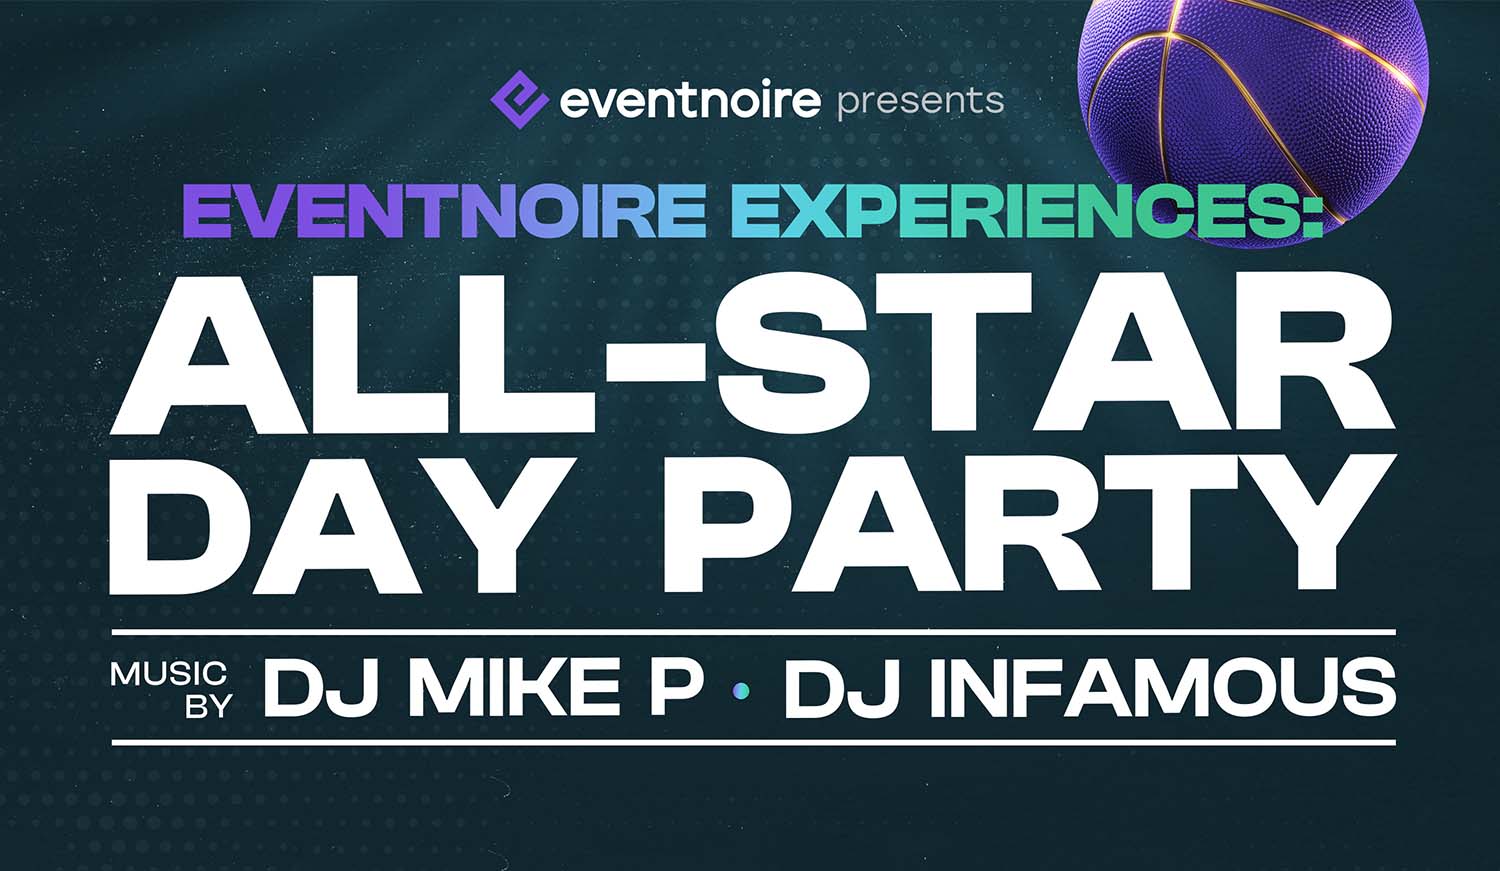 eventnoire presents
EVENTNOIRE EXPERIENCES:
ALL-STAR
DAY PARTY
MUSIC BY DJ MIKE P • DJ INFAMOUS